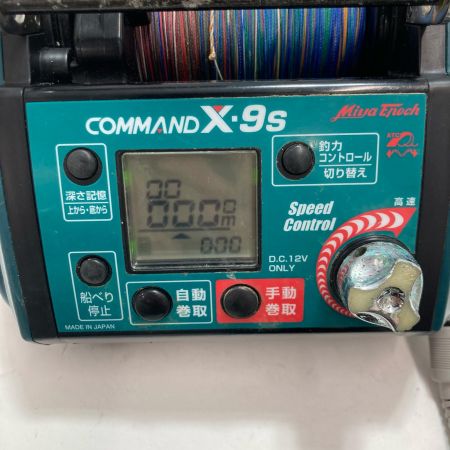 COMMAND X-9s
Miya Epoch
ATC
釣力
コントロール
切り替え
深さ記憶
上から・底から
00
0000m
000
Speed
Control
高速
D.C.12V
ONLY
船べり
停止
自動
巻取
手動
巻取
MADE IN JAPAN